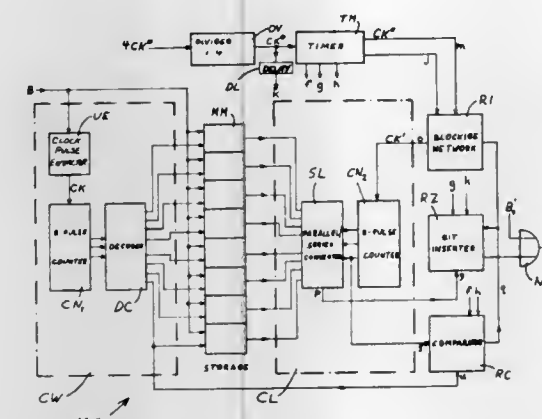 DV
TM
4CK"
DIVIDER
1:4
CK"
TIMER
CK"
m
j
DL
DELAY
K
f g h
B
UE
MM
R1
CLOCK
PULSE
EXTRACTOR
CK'
BLOCKING
NETWORK
SL
CN2
R2
g h
CK
BIT
INSERTER
8-PULSE
COUNTER
DECODER
PARALLEL
SERIES
CONVERTER
8-PULSE
COUNTER
CN1
DC
P
f h
q
COMPARATOR
STORAGE
CW
CL
RC